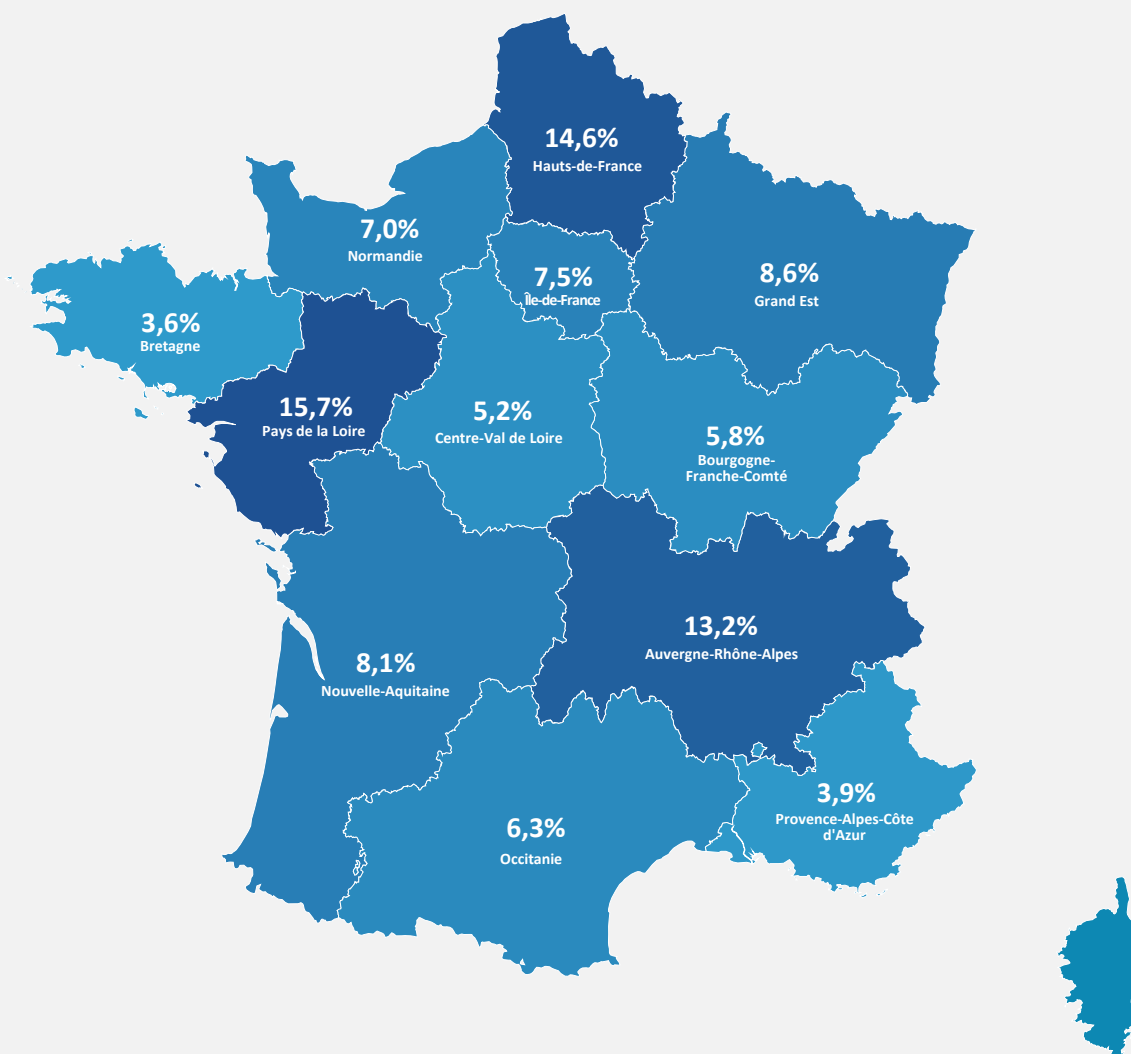 14,6%
Hauts-de-France
7,0%
Normandie
7,5%
Île-de-France
8,6%
Grand Est
3,6%
Bretagne
15,7%
Pays de la Loire
5,2%
Centre-Val de Loire
5,8%
Bourgogne-
Franche-Comté
13,2%
Auvergne-Rhône-Alpes
8,1%
Nouvelle-Aquitaine
3,9%
Provence-Alpes-Côte
d'Azur
6,3%
Occitanie